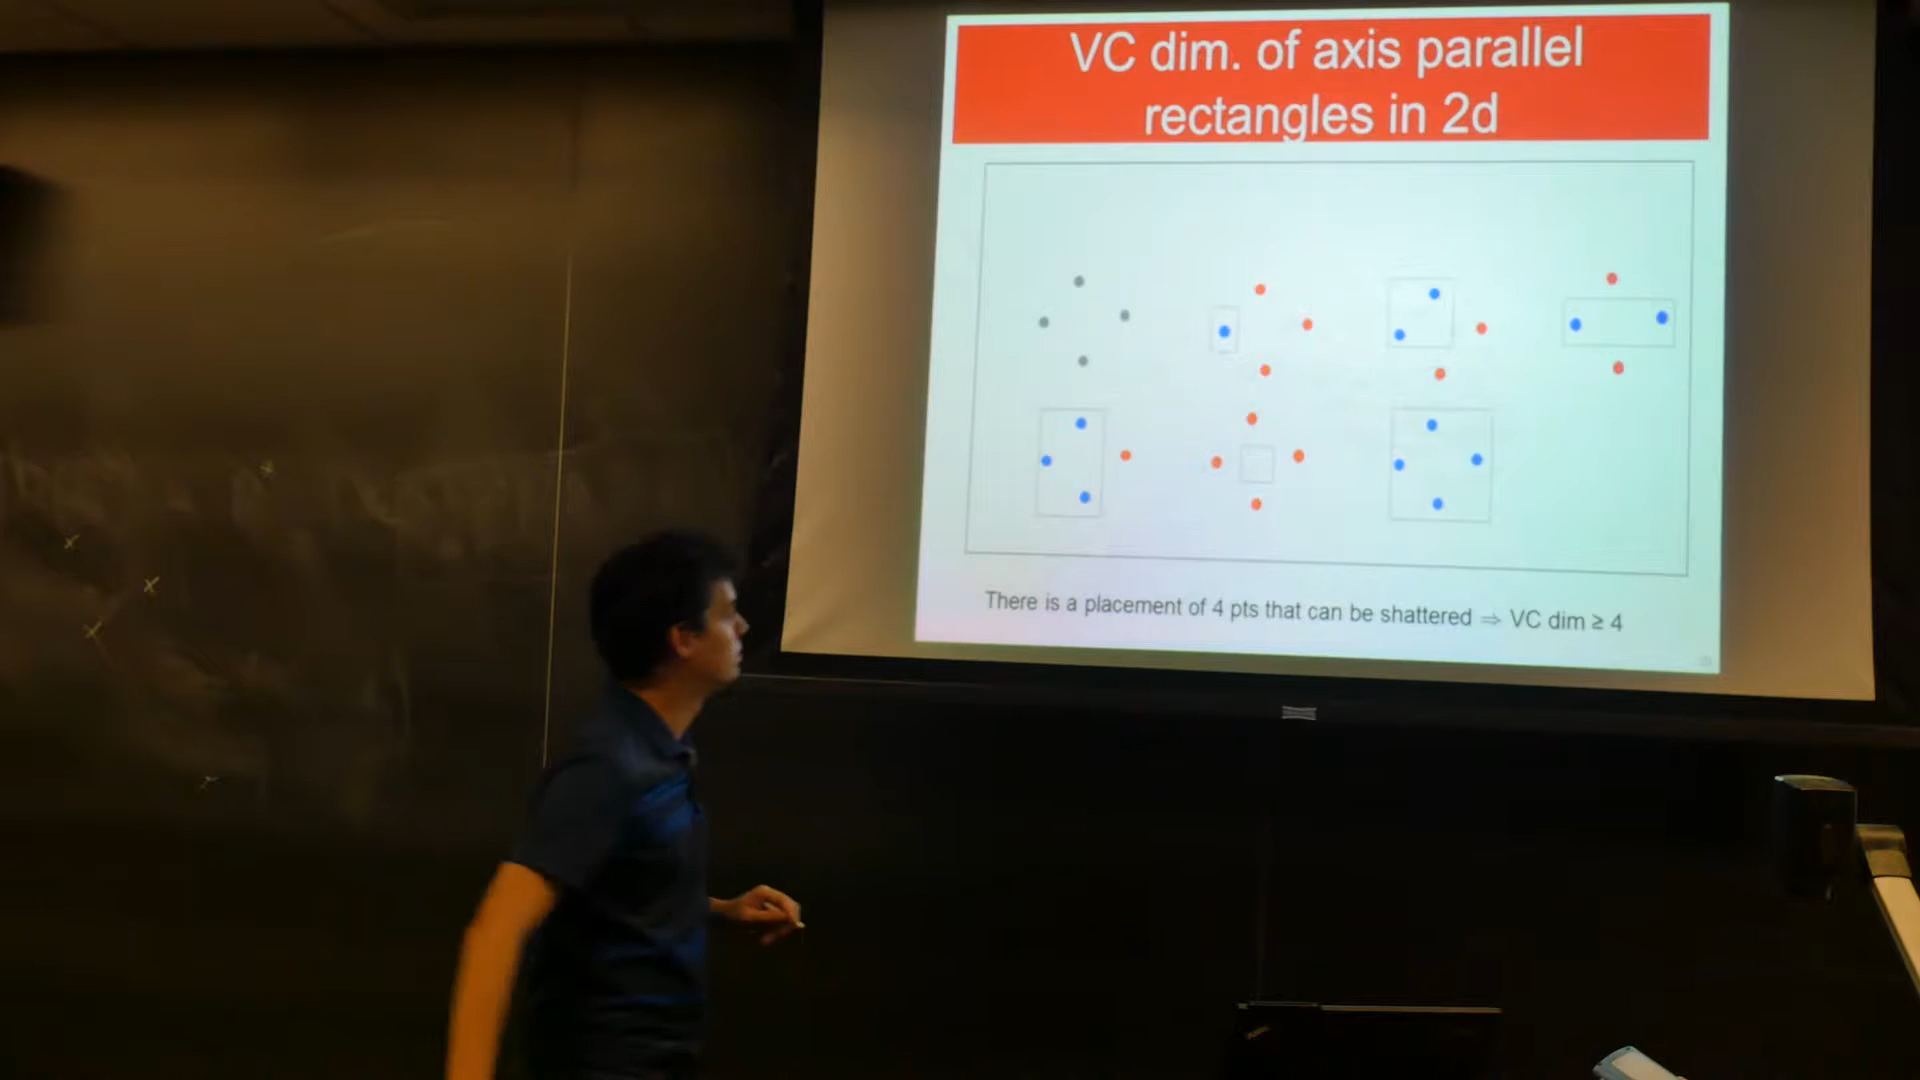 VC dim. of axis parallel
rectangles in 2d
There is a placement of 4 pts that can be shattered ⇒ VC dim ≥ 4